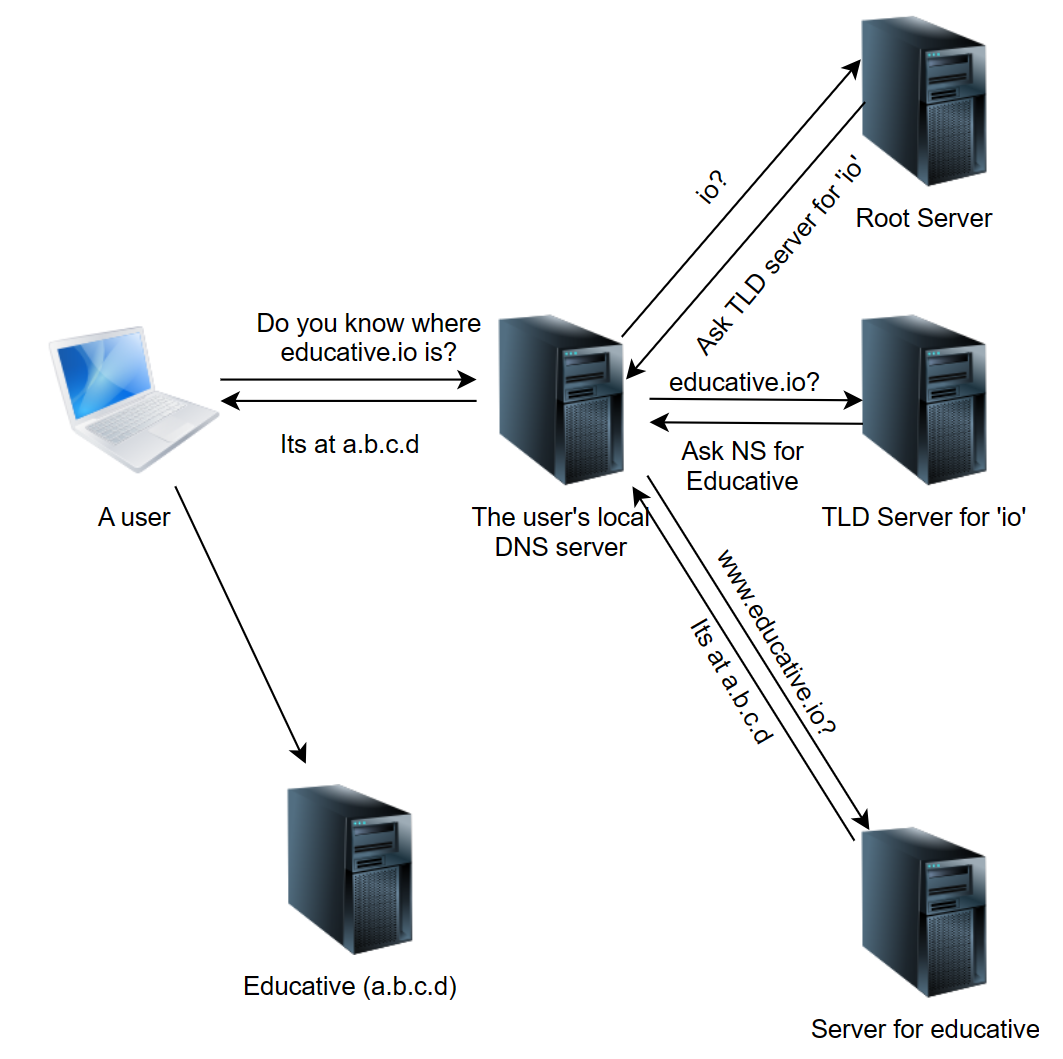 io?
Ask TLD server for 'io'
Root Server
Do you know where
educative.io is?
Its at a.b.c.d
educative.io?
Ask NS for
Educative
A user
The user's local
DNS server
TLD Server for 'io'
www.educative.io?
Its at a.b.c.d
Educative (a.b.c.d)
Server for educative